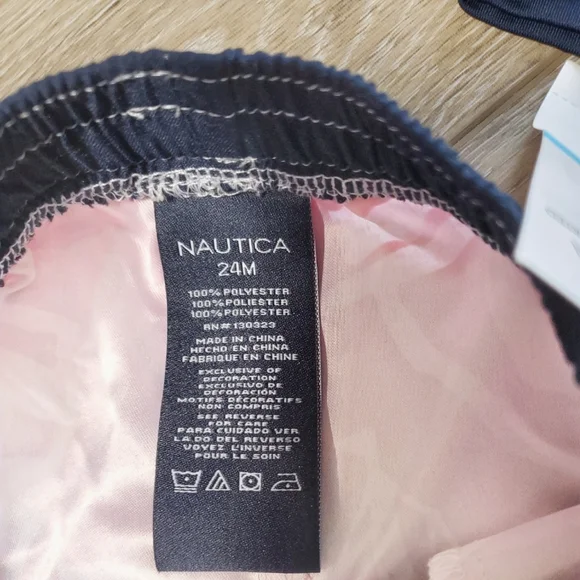 NAUTICA
24M
100% POLYESTER
100% POLIESTER
100% POLYESTER
RN# 130323
MADE IN CHINA
HECHO EN CHINA
FABRIQUE EN CHINE
EXCLUSIVE OF
DECORATION
EXCLUSIVO DE
DECORACIÓN
MOTIFS DÉCORATIFS
NON COMPRIS
SEE REVERSE
FOR CARE
PARA CUIDADO VER
LA DO DEL REVERSO
VOYEZ L'INVERSE
POUR LE SOIN